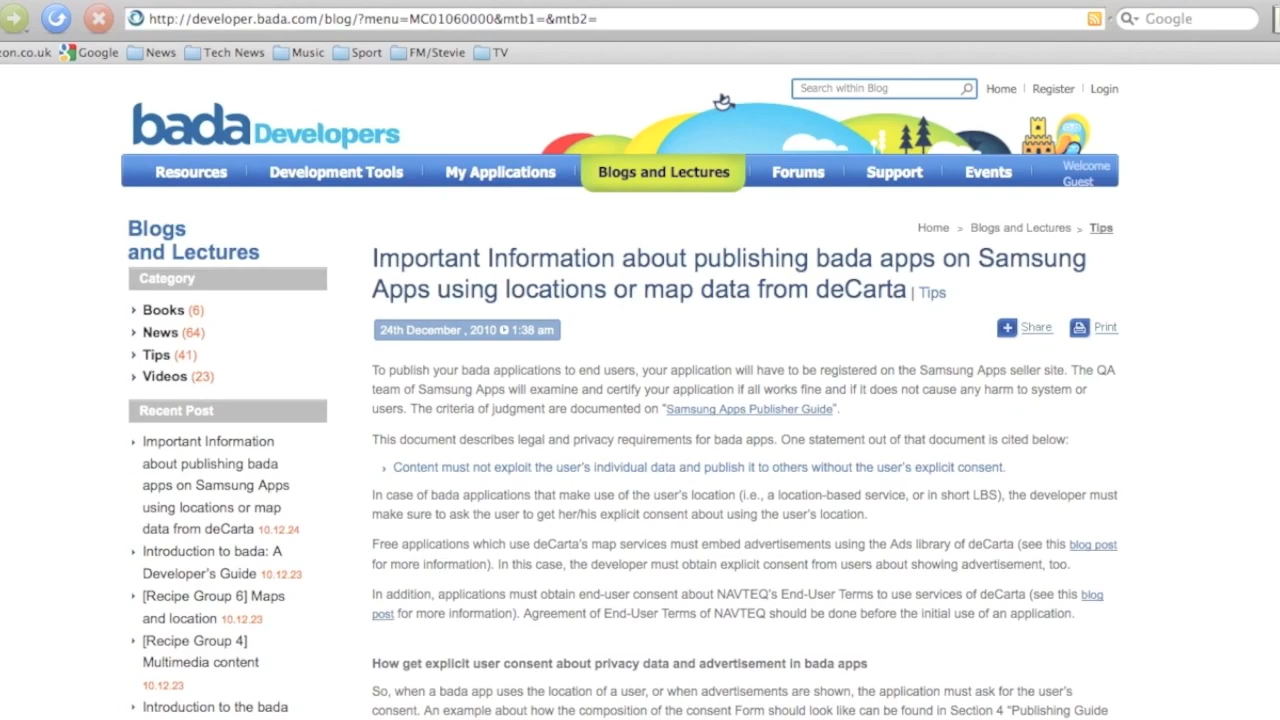 http://developer.bada.com/blog/?menu=MC01060000&mtb1=&mtb2=
Google
zon.co.uk Google News Tech News Music Sport FM/Stevie TV
Search within Blog
Home | Register | Login
bada Developers
Resources Development Tools My Applications Blogs and Lectures Forums Support Events Welcome
Guest
Blogs
and Lectures
Category
Books (6)
News (64)
Tips (41)
Videos (23)
Recent Post
Important Information
about publishing bada
apps on Samsung Apps
using locations or map
data from deCarta 10.12.24
Introduction to bada: A
Developer's Guide 10.12.23
[Recipe Group 6] Maps
and location 10.12.23
[Recipe Group 4]
Multimedia content
10.12.23
Introduction to the bada
Home > Blogs and Lectures > Tips
Important Information about publishing bada apps on Samsung
Apps using locations or map data from deCarta | Tips
24th December , 2010 1:38 am
Share Print
To publish your bada applications to end users, your application will have to be registered on the Samsung Apps seller site. The QA
team of Samsung Apps will examine and certify your application if all works fine and if it does not cause any harm to system or
users. The criteria of judgment are documented on "Samsung Apps Publisher Guide".
This document describes legal and privacy requirements for bada apps. One statement out of that document is cited below:
› Content must not exploit the user's individual data and publish it to others without the user's explicit consent.
In case of bada applications that make use of the user's location (i.e., a location-based service, or in short LBS), the developer must
make sure to ask the user to get her/his explicit consent about using the user's location.
Free applications which use deCarta's map services must embed advertisements using the Ads library of deCarta (see this blog post
for more information). In this case, the developer must obtain explicit consent from users about showing advertisement, too.
In addition, applications must obtain end-user consent about NAVTEQ's End-User Terms to use services of deCarta (see this blog
post for more information). Agreement of End-User Terms of NAVTEQ should be done before the initial use of an application.
How get explicit user consent about privacy data and advertisement in bada apps
So, when a bada app uses the location of a user, or when advertisements are shown, the application must ask for the user's
consent. An example about how the composition of the consent Form should look like can be found in Section 4 "Publishing Guide